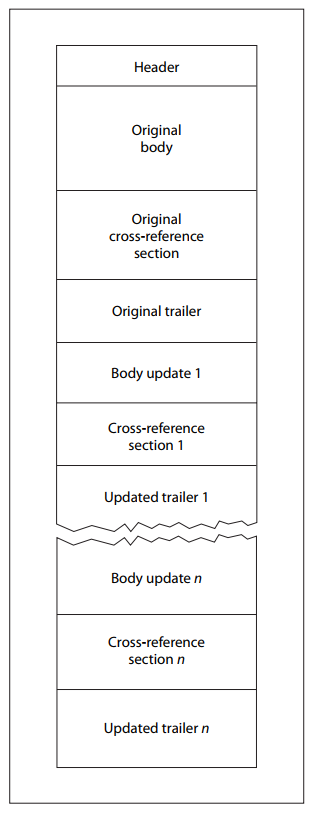 Header
Original
body
Original
cross-reference
section
Original trailer
Body update 1
Cross-reference
section 1
Updated trailer 1
Body update n
Cross-reference
section n
Updated trailer n